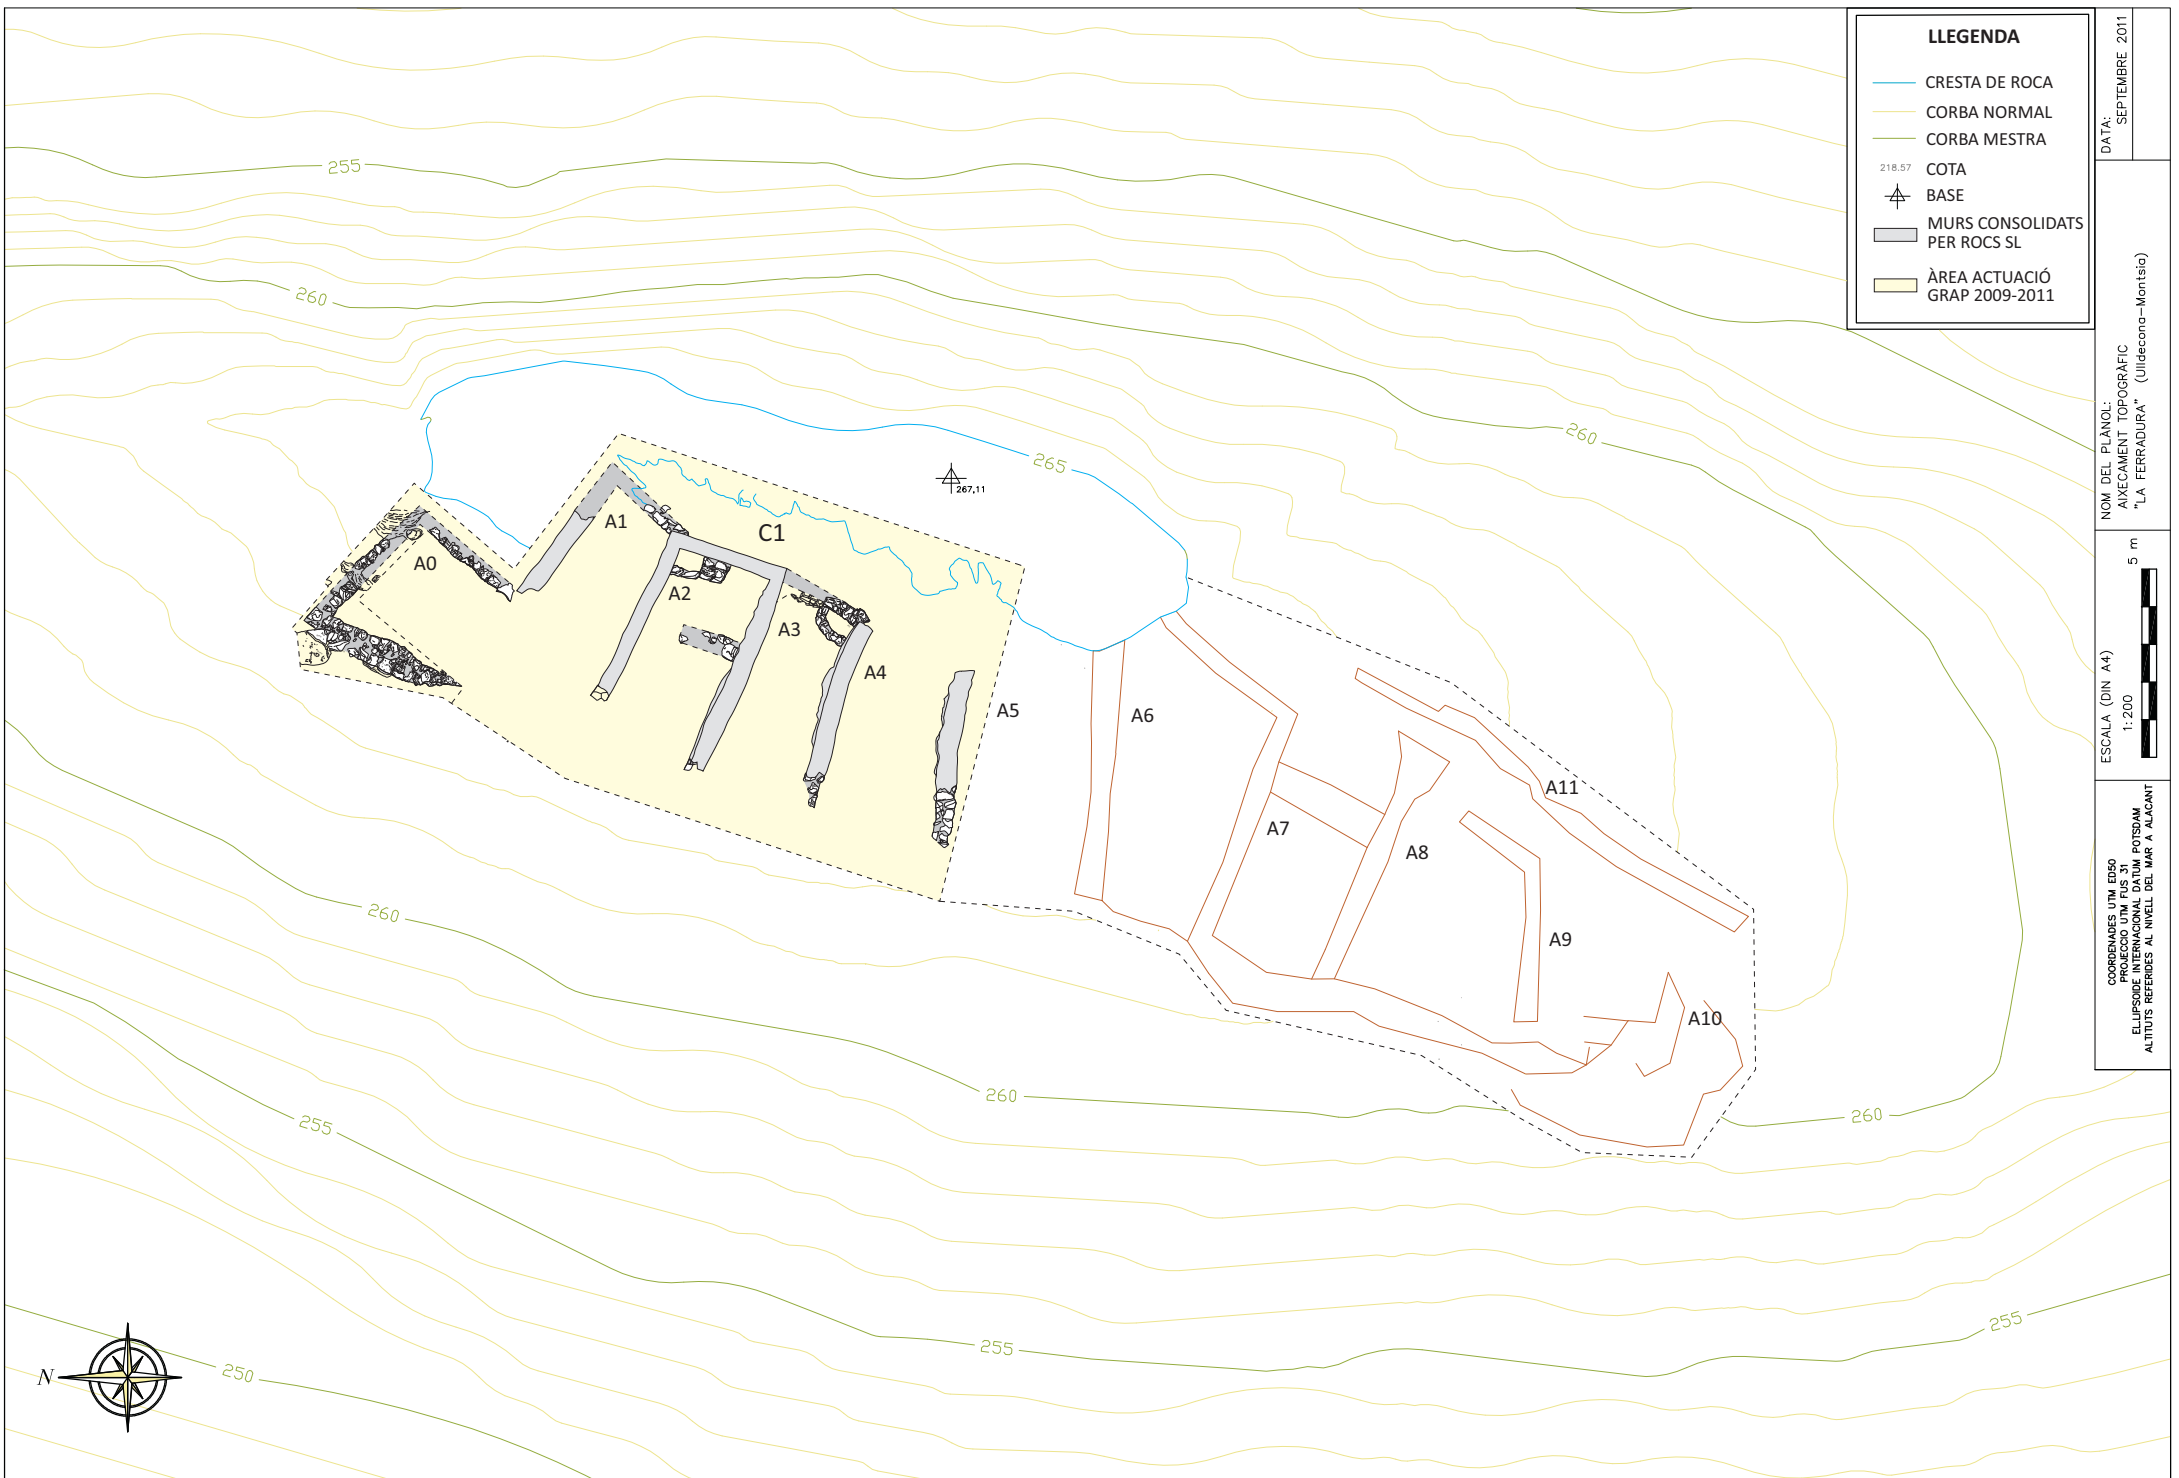 LLEGENDA
CRESTA DE ROCA
CORBA NORMAL
CORBA MESTRA
218.57 COTA
BASE
MURS CONSOLIDATS
PER ROCS SL
ÀREA ACTUACIÓ
GRAP 2009-2011
DATA:
SEPTEMBRE 2011
NOM DEL PLÀNOL:
AIXECAMENT TOPOGRÀFIC
"LA FERRADURA" (Ulldecona-Montsia)
ESCALA (DIN A4)
1:200
5 m
COORDENADES UTM ED50
PROJECCIO UTM FUS 31
EL.LIPSOIDE INTERNACIONAL DATUM POTSDAM
ALTITUTS REFERIDES AL NIVELL DEL MAR A ALACANT
255
260
260
265
267,11
A1
C1
A0
A2
A3
A4
A5
A6
A11
A7
A8
A9
A10
260
260
260
255
255
255
250
N